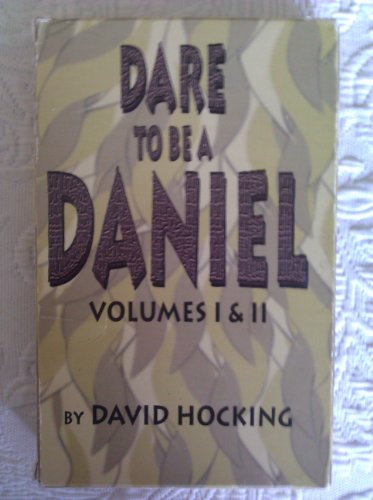 DARE
TO BE A
DANIEL
VOLUMES I & II
BY DAVID HOCKING